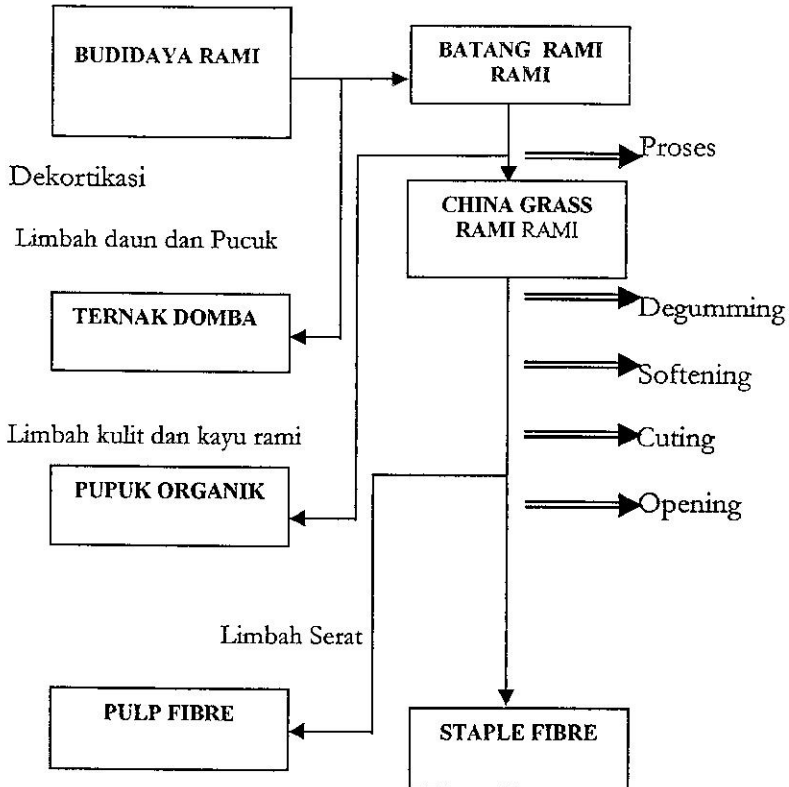 BUDIDAYA RAMI
BATANG RAMI
RAMI
Proses
Dekortikasi
CHINA GRASS
RAMI RAMI
Limbah daun dan Pucuk
TERNAK DOMBA
Degumming
Softening
Limbah kulit dan kayu rami
Cuting
PUPUK ORGANIK
Opening
Limbah Serat
PULP FIBRE
STAPLE FIBRE